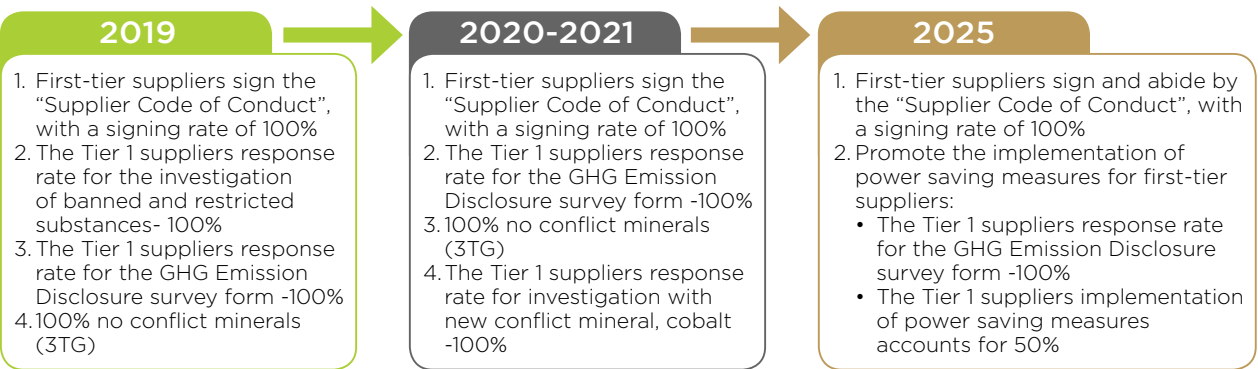 2019
1. First-tier suppliers sign the
“Supplier Code of Conduct”,
with a signing rate of 100%
2. The Tier 1 suppliers response
rate for the investigation
of banned and restricted
substances- 100%
3. The Tier 1 suppliers response
rate for the GHG Emission
Disclosure survey form -100%
4. 100% no conflict minerals
(3TG)
2020-2021
1. First-tier suppliers sign the
“Supplier Code of Conduct”,
with a signing rate of 100%
2. The Tier 1 suppliers response
rate for the GHG Emission
Disclosure survey form -100%
3. 100% no conflict minerals
(3TG)
4. The Tier 1 suppliers response
rate for investigation with
new conflict mineral, cobalt
-100%
2025
1. First-tier suppliers sign and abide by
the “Supplier Code of Conduct”, with
a signing rate of 100%
2. Promote the implementation of
power saving measures for first-tier
suppliers:
• The Tier 1 suppliers response rate
for the GHG Emission Disclosure
survey form -100%
• The Tier 1 suppliers implementation
of power saving measures
accounts for 50%